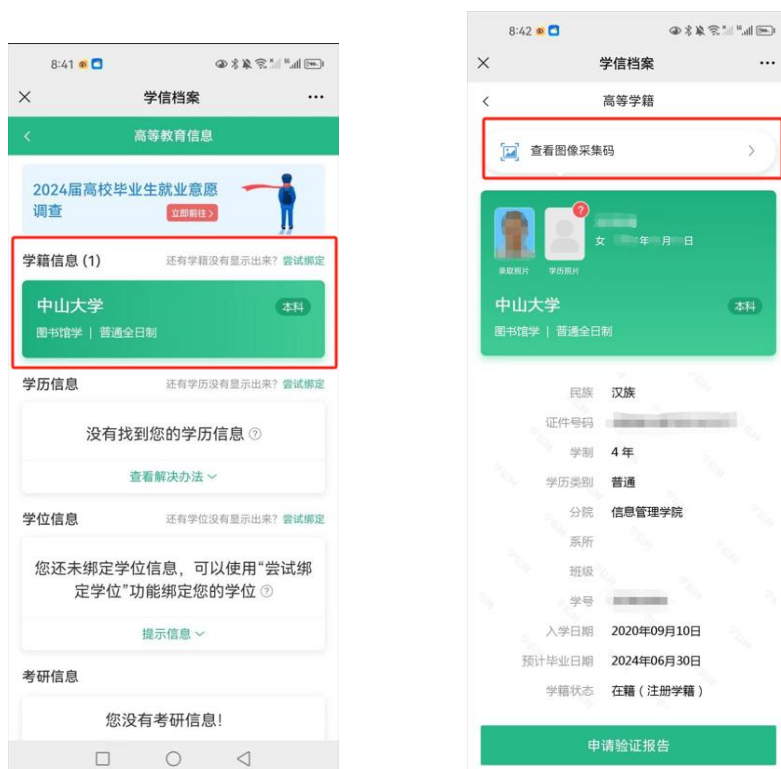 8:41
学信档案
高等教育信息
2024届高校毕业生就业意愿
调查
立即前往 >
学籍信息 (1)
还有学籍没有显示出来？尝试绑定
中山大学
本科
图书馆学 | 普通全日制
学历信息
还有学历没有显示出来？尝试绑定
没有找到您的学历信息
查看解决办法
学位信息
还有学位没有显示出来？尝试绑定
您还未绑定学位信息，可以使用“尝试绑
定学位”功能绑定您的学位
提示信息
考研信息
您没有考研信息！
8:42
学信档案
高等学籍
查看图像采集码
女
年 月 日
录取照片
学历照片
中山大学
本科
图书馆学 | 普通全日制
民族 汉族
证件号码
学制 4 年
学历类别 普通
分院 信息管理学院
系所
班级
学号
入学日期 2020年09月10日
预计毕业日期 2024年06月30日
学籍状态 在籍（注册学籍）
申请验证报告